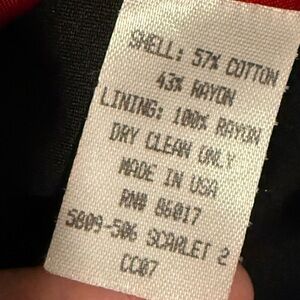 SHELL: 57% COTTON
43% RAYON
LINING: 100% RAYON
DRY CLEAN ONLY
MADE IN USA
RN# 86017
5809-506 SCARLET 2
CC07